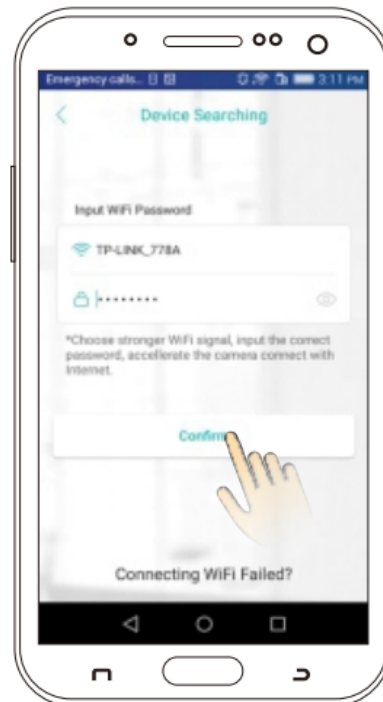 Emergency calls... 3:11 PM
Device Searching
Input WiFi Password
TP-LINK_778A
••••••••
*Choose stronger WiFi signal, input the correct
password, accellerate the camera connect with
Internet.
Confirm
Connecting WiFi Failed?